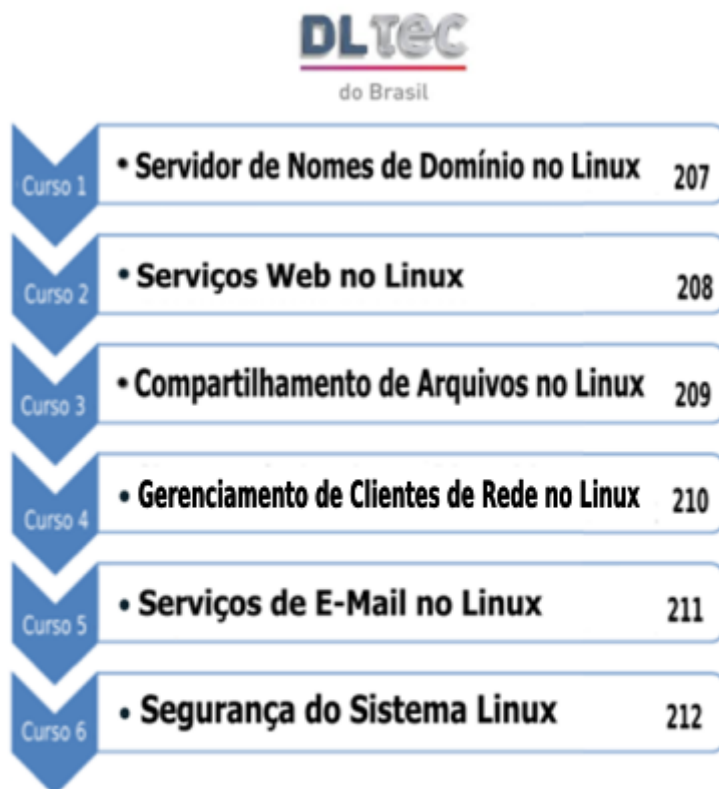 DLTEC
do Brasil
Curso 1
• Servidor de Nomes de Domínio no Linux 207
Curso 2
• Serviços Web no Linux 208
Curso 3
• Compartilhamento de Arquivos no Linux 209
Curso 4
• Gerenciamento de Clientes de Rede no Linux 210
Curso 5
• Serviços de E-Mail no Linux 211
Curso 6
• Segurança do Sistema Linux 212